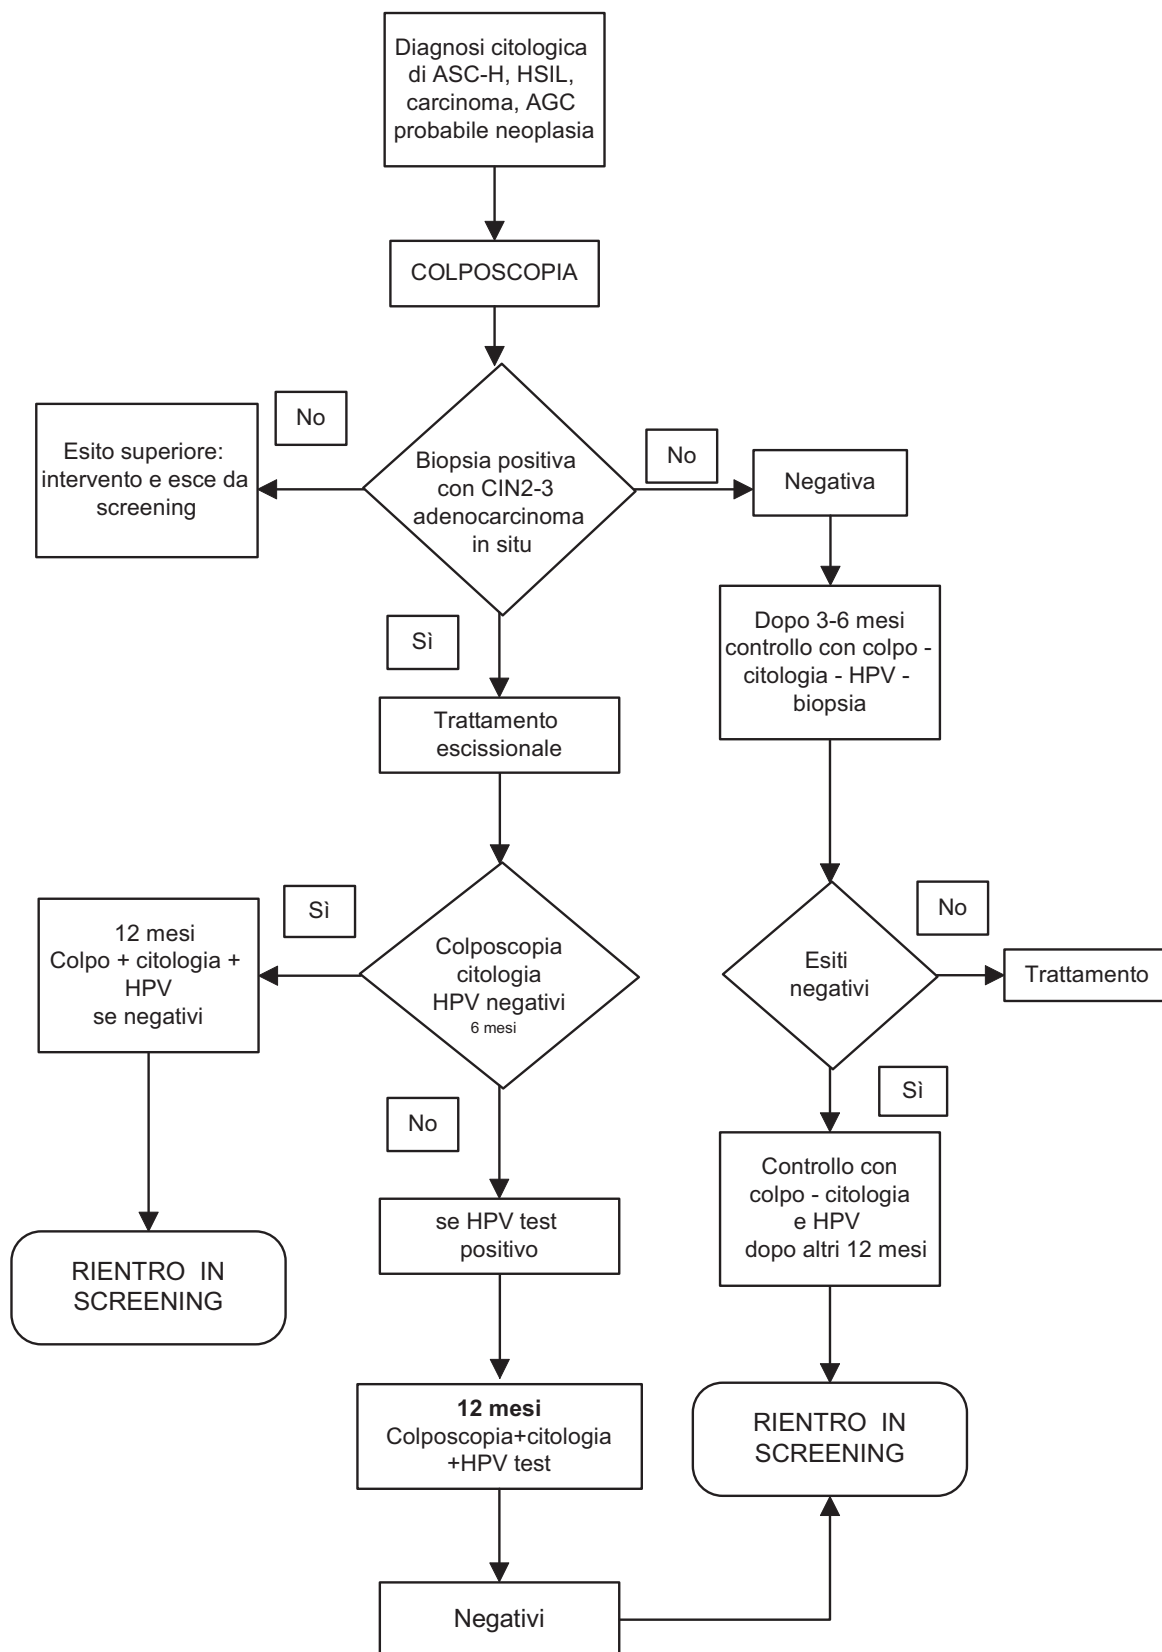 Diagnosi citologica
di ASC-H, HSIL,
carcinoma, AGC
probabile neoplasia
COLPOSCOPIA
No
Esito superiore:
intervento e esce da
screening
Biopsia positiva
con CIN2-3
adenocarcinoma
in situ
No
Negativa
Sì
Dopo 3-6 mesi
controllo con colpo -
citologia - HPV -
biopsia
Trattamento
escissionale
Sì
12 mesi
Colpo + citologia +
HPV
se negativi
Colposcopia
citologia
HPV negativi
6 mesi
No
Esiti
negativi
Trattamento
No
Sì
se HPV test
positivo
Controllo con
colpo - citologia
e HPV
dopo altri 12 mesi
RIENTRO IN
SCREENING
12 mesi
Colposcopia+citologia
+HPV test
RIENTRO IN
SCREENING
Negativi